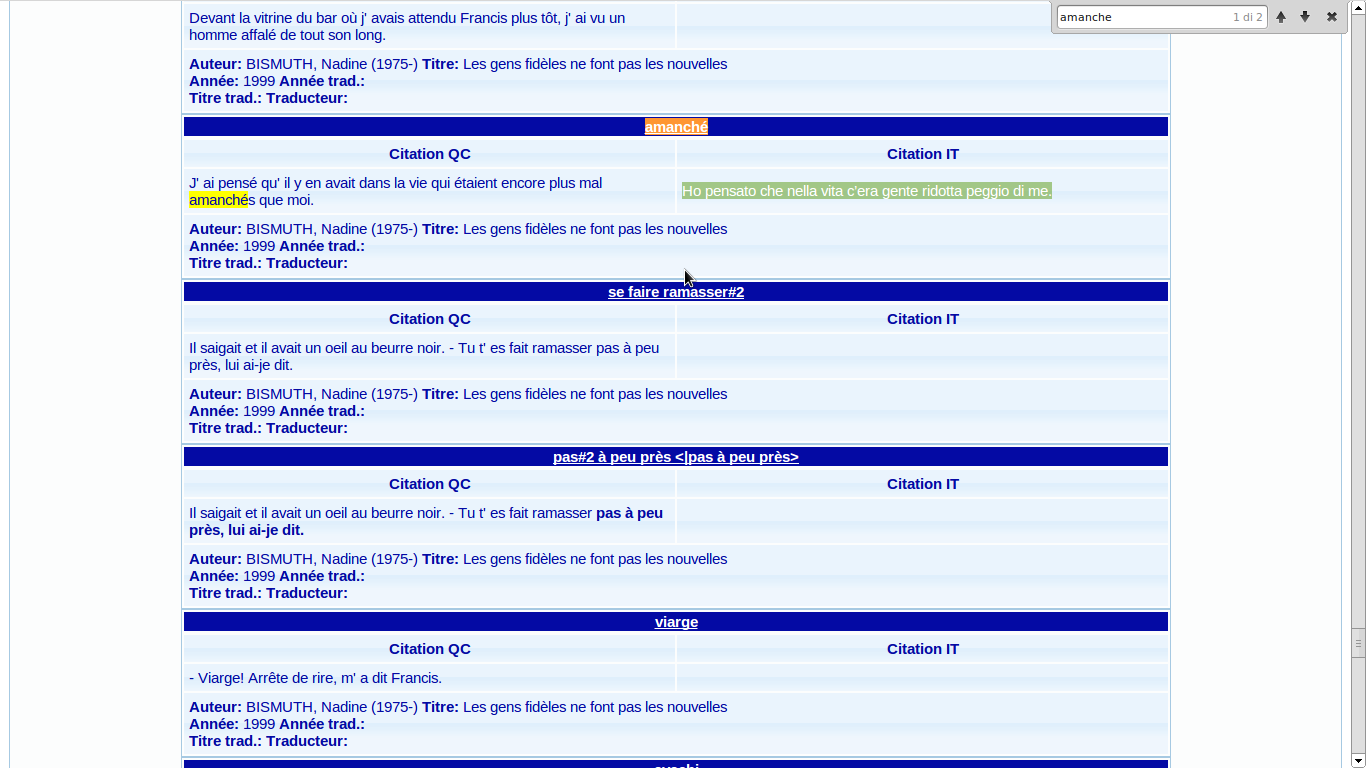 amanche 1 di 2
Devant la vitrine du bar où j' avais attendu Francis plus tôt, j' ai vu un
homme affalé de tout son long.
Auteur: BISMUTH, Nadine (1975-) Titre: Les gens fidèles ne font pas les nouvelles
Année: 1999 Année trad.:
Titre trad.: Traducteur:
amanché
Citation QC
Citation IT
J' ai pensé qu' il y en avait dans la vie qui étaient encore plus mal
amanchés que moi.
Ho pensato che nella vita c'era gente ridotta peggio di me.
Auteur: BISMUTH, Nadine (1975-) Titre: Les gens fidèles ne font pas les nouvelles
Année: 1999 Année trad.:
Titre trad.: Traducteur:
se faire ramasser#2
Citation QC
Citation IT
Il saigait et il avait un oeil au beurre noir. - Tu t' es fait ramasser pas à peu
près, lui ai-je dit.
Auteur: BISMUTH, Nadine (1975-) Titre: Les gens fidèles ne font pas les nouvelles
Année: 1999 Année trad.:
Titre trad.: Traducteur:
pas#2 à peu près <|pas à peu près>
Citation QC
Citation IT
Il saigait et il avait un oeil au beurre noir. - Tu t' es fait ramasser pas à peu
près, lui ai-je dit.
Auteur: BISMUTH, Nadine (1975-) Titre: Les gens fidèles ne font pas les nouvelles
Année: 1999 Année trad.:
Titre trad.: Traducteur:
viarge
Citation QC
Citation IT
- Viarge! Arrête de rire, m' a dit Francis.
Auteur: BISMUTH, Nadine (1975-) Titre: Les gens fidèles ne font pas les nouvelles
Année: 1999 Année trad.:
Titre trad.: Traducteur: